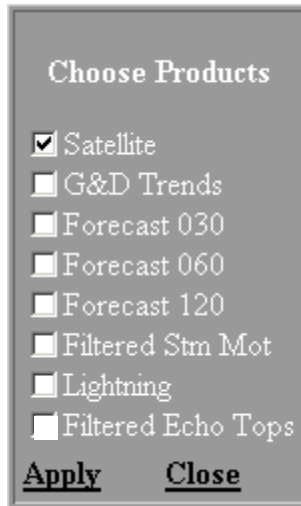 Choose Products
Satellite
G&D Trends
Forecast 030
Forecast 060
Forecast 120
Filtered Stm Mot
Lightning
Filtered Echo Tops
Apply Close